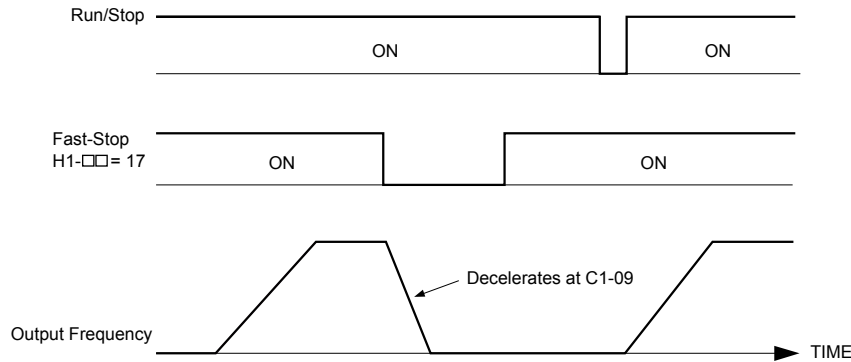 Run/Stop
ON
ON
Fast-Stop
H1-□□= 17
ON
ON
Decelerates at C1-09
Output Frequency
TIME